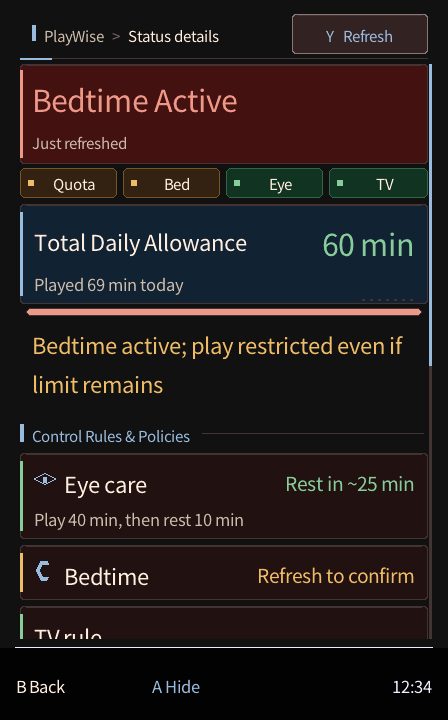 PlayWise > Status details
Y Refresh
Bedtime Active
Just refreshed
Quota
Bed
Eye
TV
Total Daily Allowance
60 min
Played 69 min today
Bedtime active; play restricted even if
limit remains
Control Rules & Policies
Eye care
Rest in ~25 min
Play 40 min, then rest 10 min
Bedtime
Refresh to confirm
TV rule
B Back
A Hide
12:34